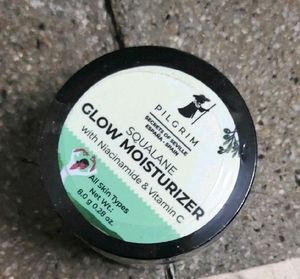 PILGRIM
SECRETS OF SEVILLE
ESPAÑA - SPAIN
SQUALANE
GLOW MOISTURIZER
with Niacinamide & Vitamin C
All Skin Types
Net Wt.:
8.0 g 0.28 oz.